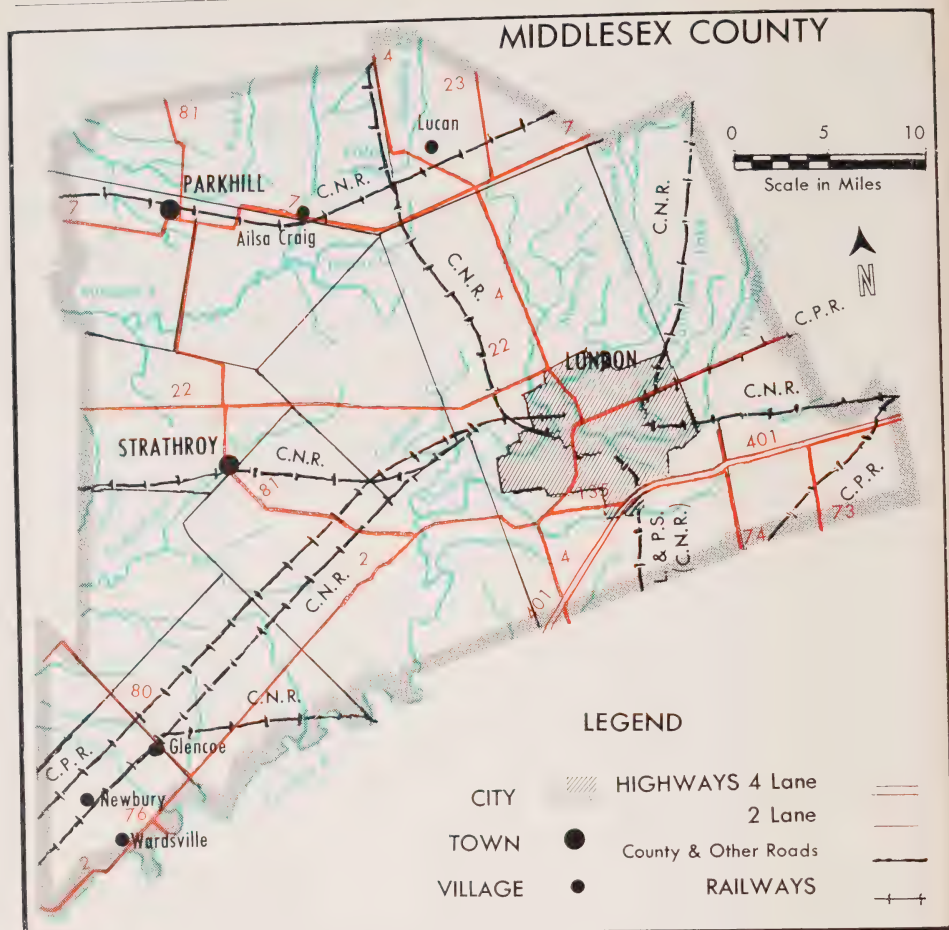 MIDDLESEX COUNTY
4
23
81
Lucan
7
0 5 10
Scale in Miles
PARKHILL
C.N.R.
7
7
Ailsa Craig
C.N.R.
N
C.N.R.
4
C.P.R.
22
LONDON
22
C.N.R.
STRATHROY
C.N.R.
401
81
135
C.P.R.
73
74
L. & P.S.
(C.N.R.)
2
4
401
C.N.R.
80
C.N.R.
Glencoe
C.P.R.
Newbury
76
Wardsville
2
LEGEND
CITY
TOWN
VILLAGE
HIGHWAYS 4 Lane
2 Lane
County & Other Roads
RAILWAYS